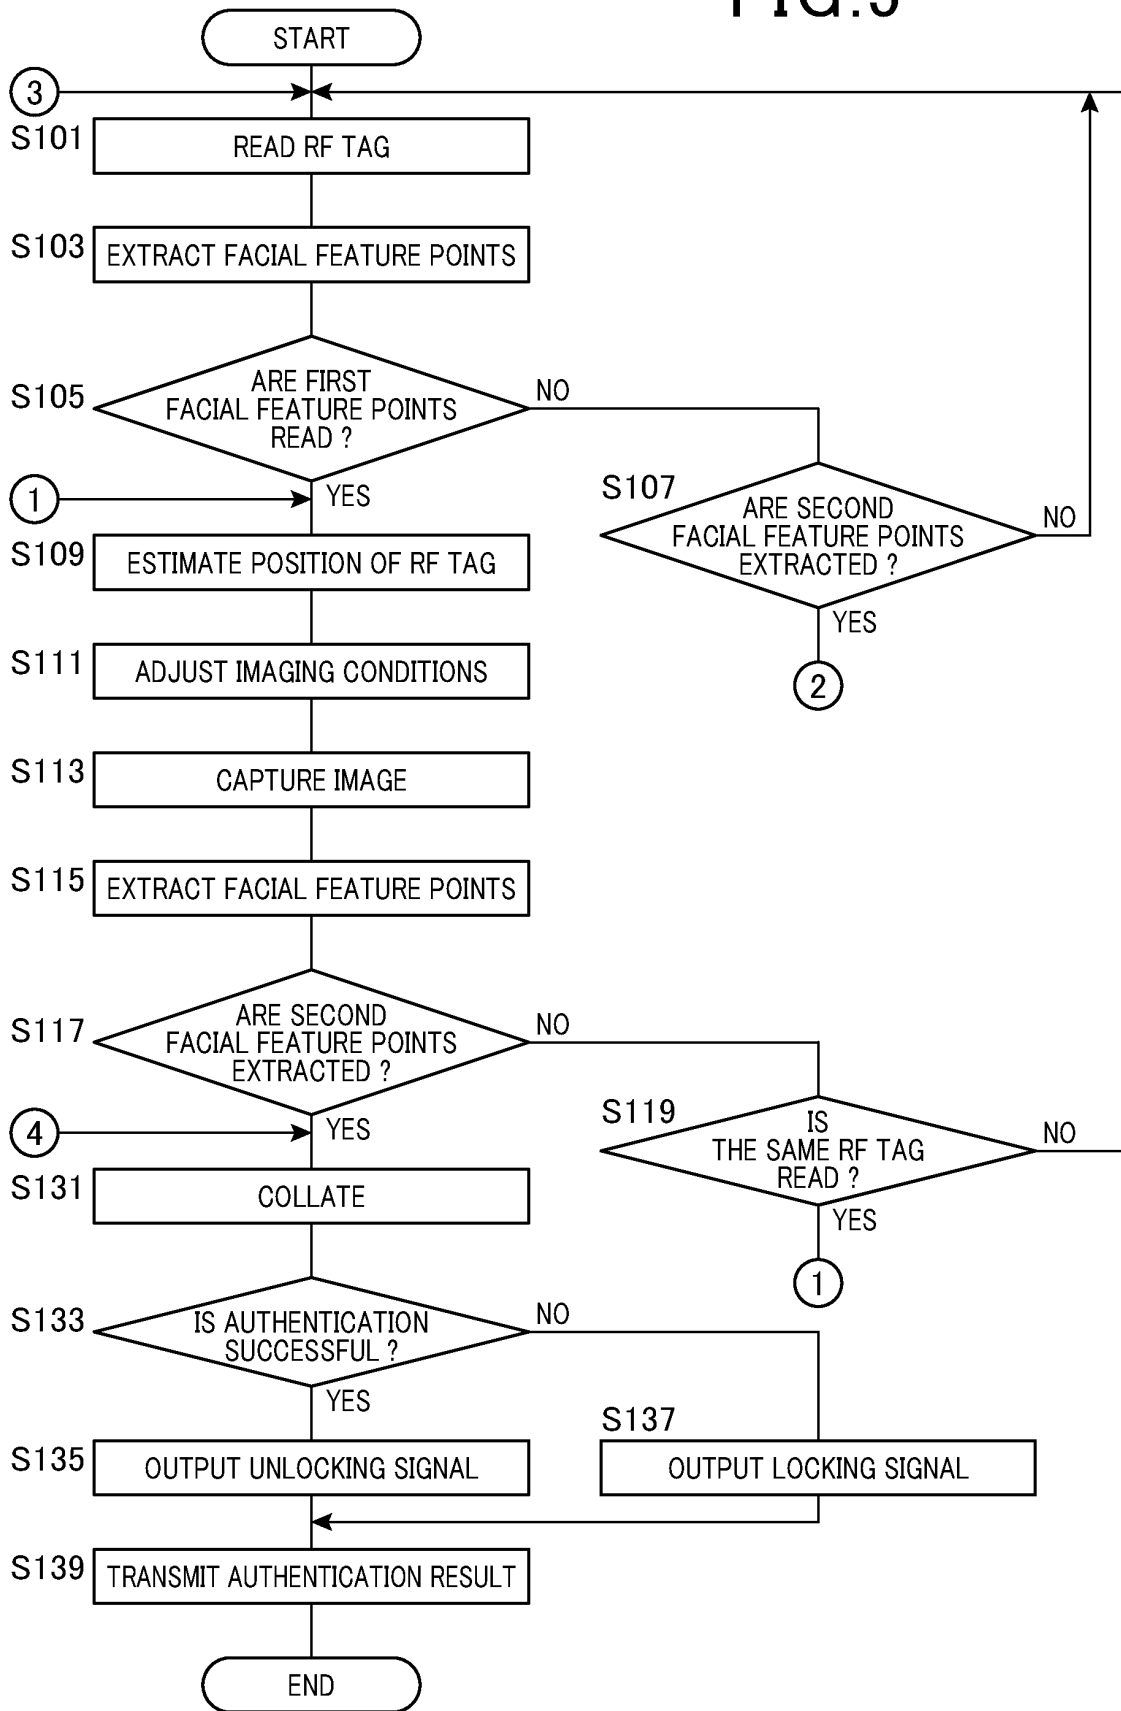 FIG.
START
3
S101
READ RF TAG
S103
EXTRACT FACIAL FEATURE POINTS
S105
ARE FIRST
FACIAL FEATURE POINTS
READ ?
NO
YES
1
S107
ARE SECOND
FACIAL FEATURE POINTS
EXTRACTED ?
NO
YES
2
S109
ESTIMATE POSITION OF RF TAG
S111
ADJUST IMAGING CONDITIONS
S113
CAPTURE IMAGE
S115
EXTRACT FACIAL FEATURE POINTS
S117
ARE SECOND
FACIAL FEATURE POINTS
EXTRACTED ?
NO
YES
4
S119
IS
THE SAME RF TAG
READ ?
NO
YES
1
S131
COLLATE
S133
IS AUTHENTICATION
SUCCESSFUL ?
NO
YES
S135
OUTPUT UNLOCKING SIGNAL
S137
OUTPUT LOCKING SIGNAL
S139
TRANSMIT AUTHENTICATION RESULT
END